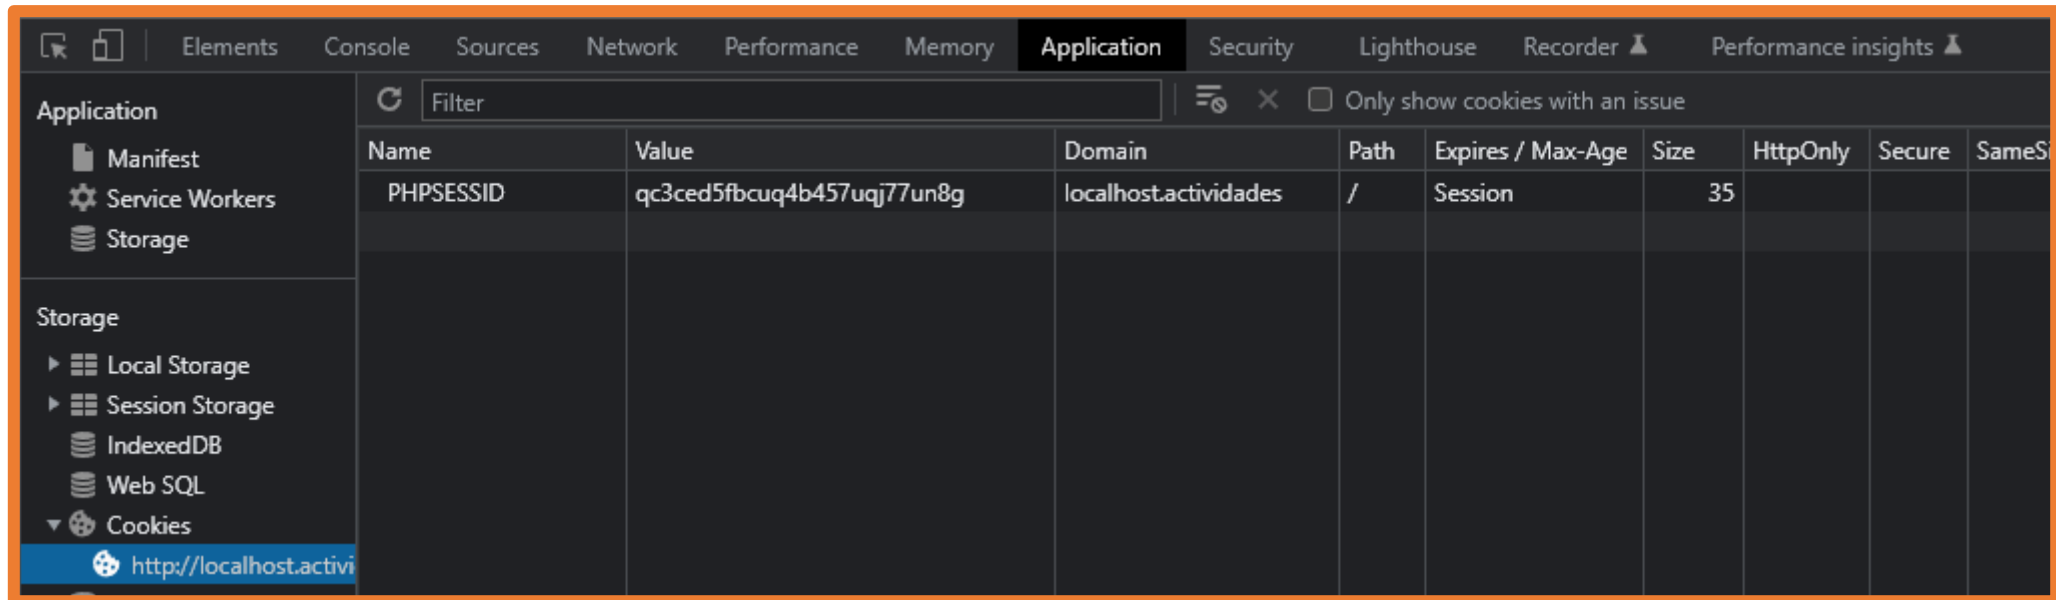 Elements Console Sources Network Performance Memory Application Security Lighthouse Recorder Performance insights
Application
Manifest
Service Workers
Storage
Storage
Local Storage
Session Storage
IndexedDB
Web SQL
Cookies
http://localhost.activi
Filter Only show cookies with an issue
Name Value Domain Path Expires / Max-Age Size HttpOnly Secure SameSi
PHPSESSID qc3ced5fbcuq4b457uqj77un8g localhost.actividades / Session 35